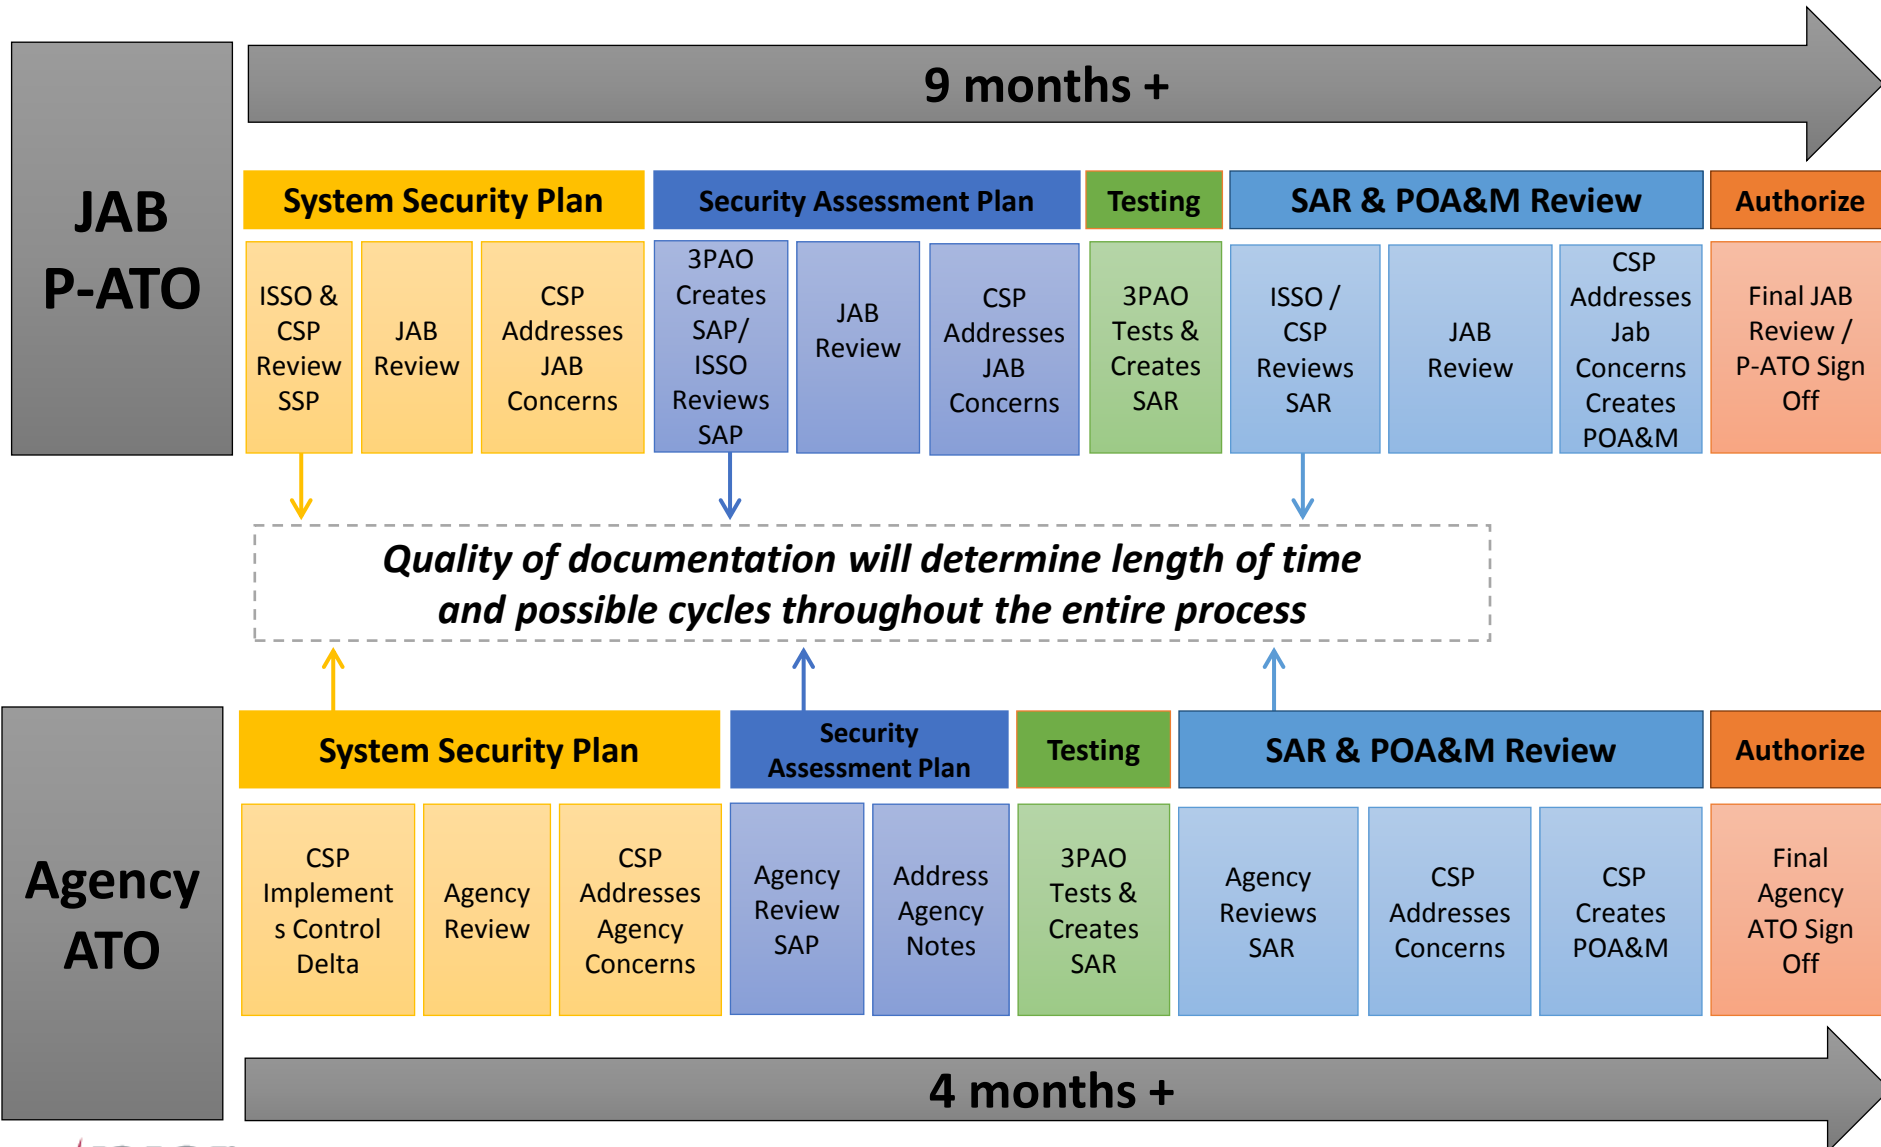 9 months +
JAB
P-ATO
System Security Plan
Security Assessment Plan
Testing
SAR & POA&M Review
Authorize
ISSO &
CSP
Review
SSP
JAB
Review
CSP
Addresses
JAB
Concerns
3PAO
Creates
SAP/
ISSO
Reviews
SAP
JAB
Review
CSP
Addresses
JAB
Concerns
3PAO
Tests &
Creates
SAR
ISSO /
CSP
Reviews
SAR
JAB
Review
CSP
Addresses
Jab
Concerns
Creates
POA&M
Final JAB
Review /
P-ATO Sign
Off
Quality of documentation will determine length of time
and possible cycles throughout the entire process
Agency
ATO
System Security Plan
Security
Assessment Plan
Testing
SAR & POA&M Review
Authorize
CSP
Implement
s Control
Delta
Agency
Review
CSP
Addresses
Agency
Concerns
Agency
Review
SAP
Address
Agency
Notes
3PAO
Tests &
Creates
SAR
Agency
Reviews
SAR
CSP
Addresses
Concerns
CSP
Creates
POA&M
Final
Agency
ATO Sign
Off
4 months +